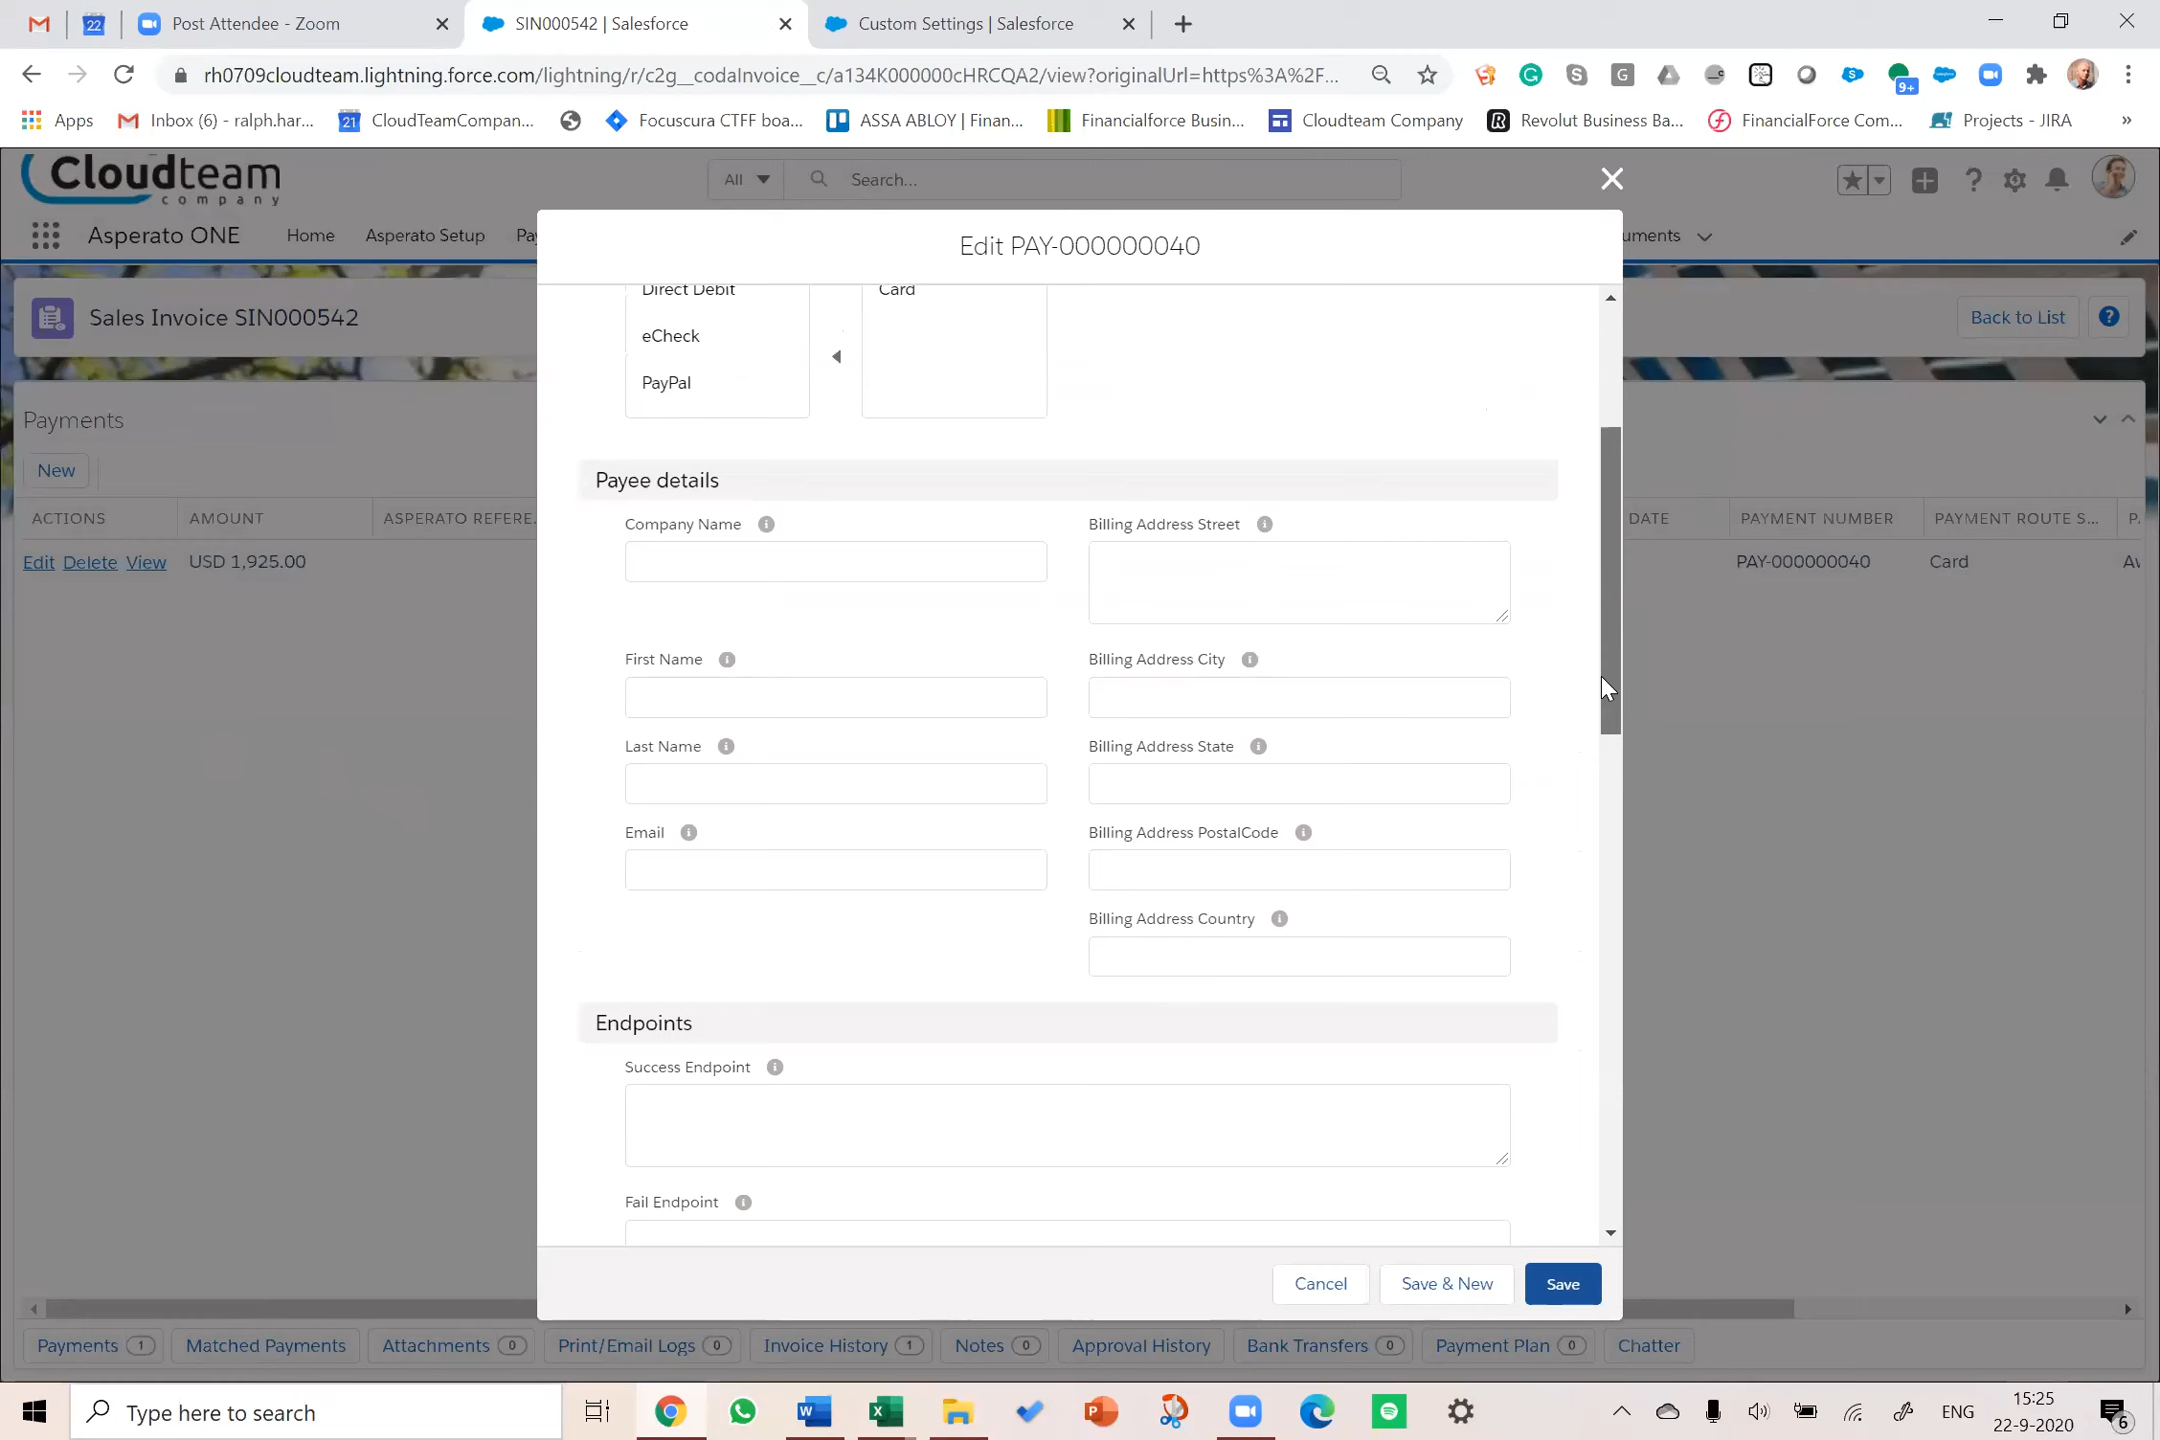 Post Attendee - Zoom
SIN000542 | Salesforce
Custom Settings | Salesforce
22
rh0709cloudteam.lightning.force.com/lightning/r/c2g__codaInvoice__c/a134K000000cHRCQA2/view?originalUrl=https%3A%2F...
9+
Apps
Inbox (6) - ralph.har...
21
CloudTeamCompan...
Focuscura CTFF boa...
ASSA ABLOY | Finan...
Financialforce Busin...
Cloudteam Company
Revolut Business Ba...
FinancialForce Com...
Projects - JIRA
»
Cloudteam
company
All
Search...
Asperato ONE
Home
Asperato Setup
uments
Edit PAY-000000040
Sales Invoice SIN000542
Back to List
Direct Debit
Card
eCheck
PayPal
Payments
New
ACTIONS
AMOUNT
ASPERATO REFERE...
DATE
PAYMENT NUMBER
PAYMENT ROUTE S...
Edit Delete View
USD 1,925.00
PAY-000000040
Card
Payee details
Company Name
Billing Address Street
First Name
Billing Address City
Last Name
Billing Address State
Email
Billing Address PostalCode
Billing Address Country
Endpoints
Success Endpoint
Fail Endpoint
Cancel
Save & New
Save
Payments 1
Matched Payments
Attachments 0
Print/Email Logs 0
Invoice History 1
Notes 0
Approval History
Bank Transfers 0
Payment Plan 0
Chatter
Type here to search
ENG
15:25
22-9-2020
6